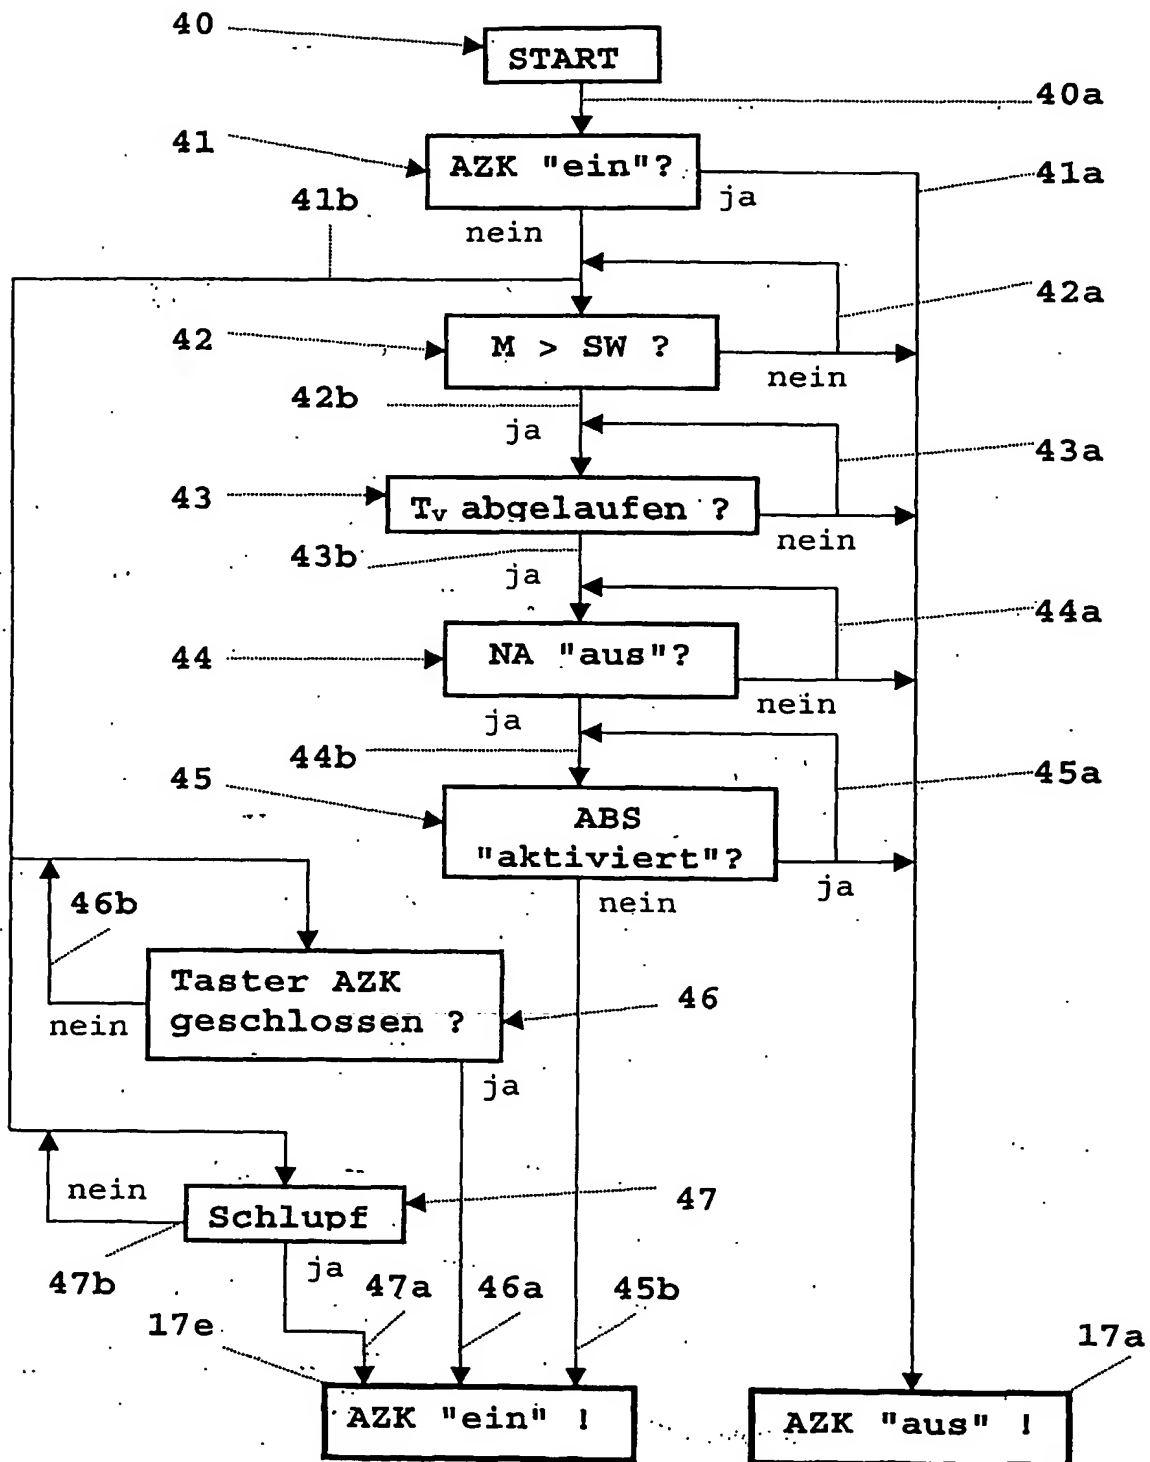 40
START
40a
41
AZK "ein"?
ja
41a
41b
nein
42a
42
M > SW ?
nein
42b
ja
43a
43
Tv abgelaufen ?
nein
43b
ja
44a
44
NA "aus"?
nein
ja
44b
45
45a
ABS
"aktiviert"?
ja
nein
46b
Taster AZK
geschlossen ?
46
nein
ja
nein
47
Schlupf
ja
47b
47a
46a
45b
17e
17a
AZK "ein" !
AZK "aus" !